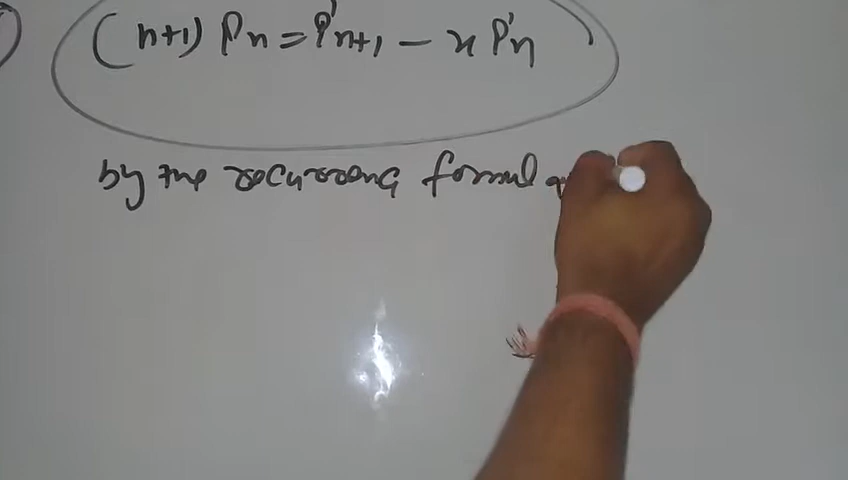 (n+1) Pn = P'n+1 - x P'n
by the recurrence formula